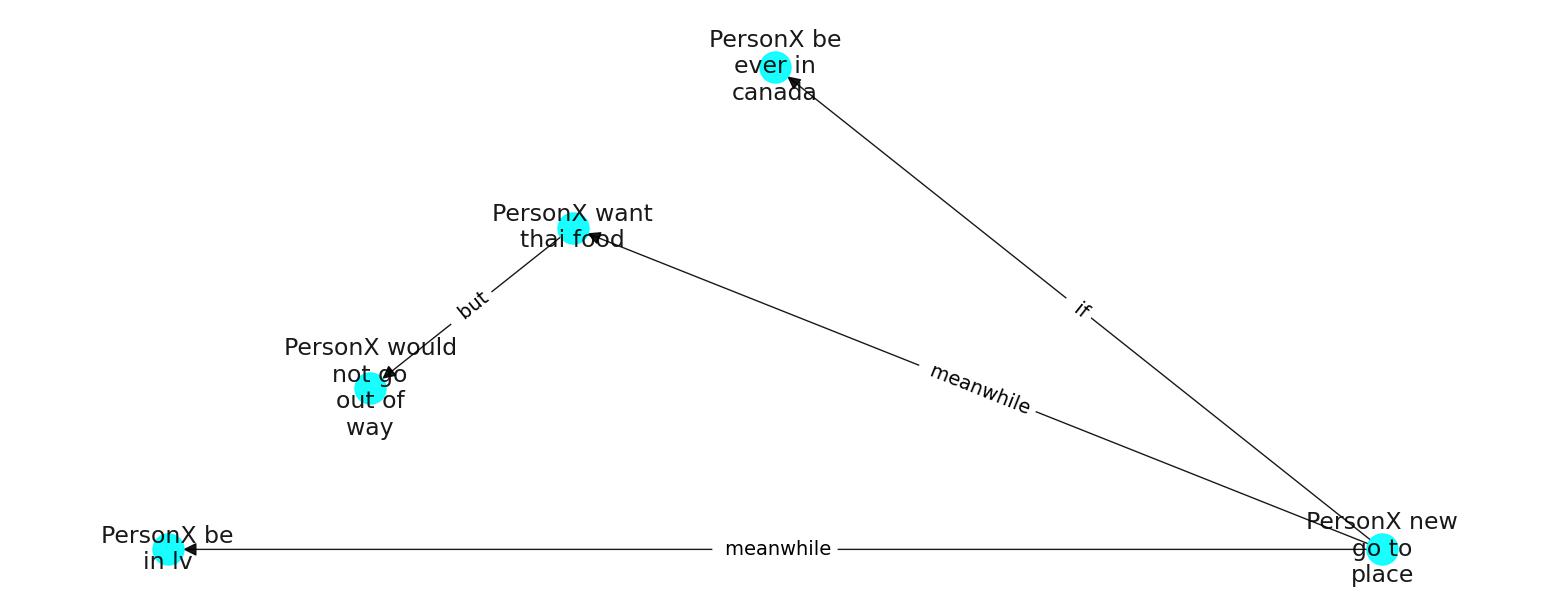 PersonX be
ever in
canada
PersonX want
thai food
if
but
PersonX would
not go
out of
way
meanwhile
PersonX new
go to
place
PersonX be
in lv
meanwhile